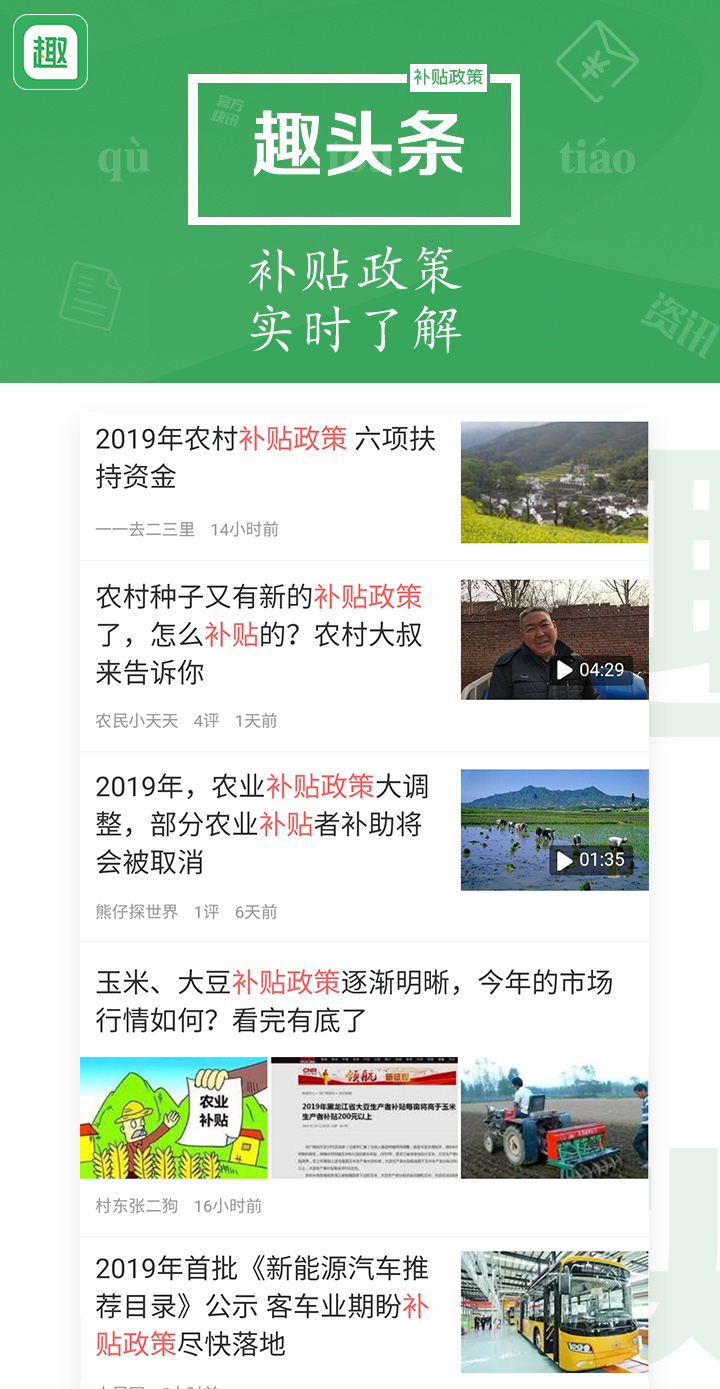 趣
补贴政策
官方
快讯
趣头条
qù
tóu
tiáo
补贴政策
实时了解
资讯
2019年农村补贴政策 六项扶
持资金
一一去二三里 14小时前
农村种子又有新的补贴政策
了，怎么补贴的？农村大叔
来告诉你
04:29
农民小天天 4评 1天前
2019年，农业补贴政策大调
整，部分农业补贴者补助将
会被取消
01:35
熊仔探世界 1评 6天前
玉米、大豆补贴政策逐渐明晰，今年的市场
行情如何？看完有底了
农业
补贴
CNR
领航 新征程
2019年黑龙江省大豆生产者补贴每亩将高于玉米
生产者补贴200元以上
村东张二狗 16小时前
2019年首批《新能源汽车推
荐目录》公示 客车业期盼补
贴政策尽快落地